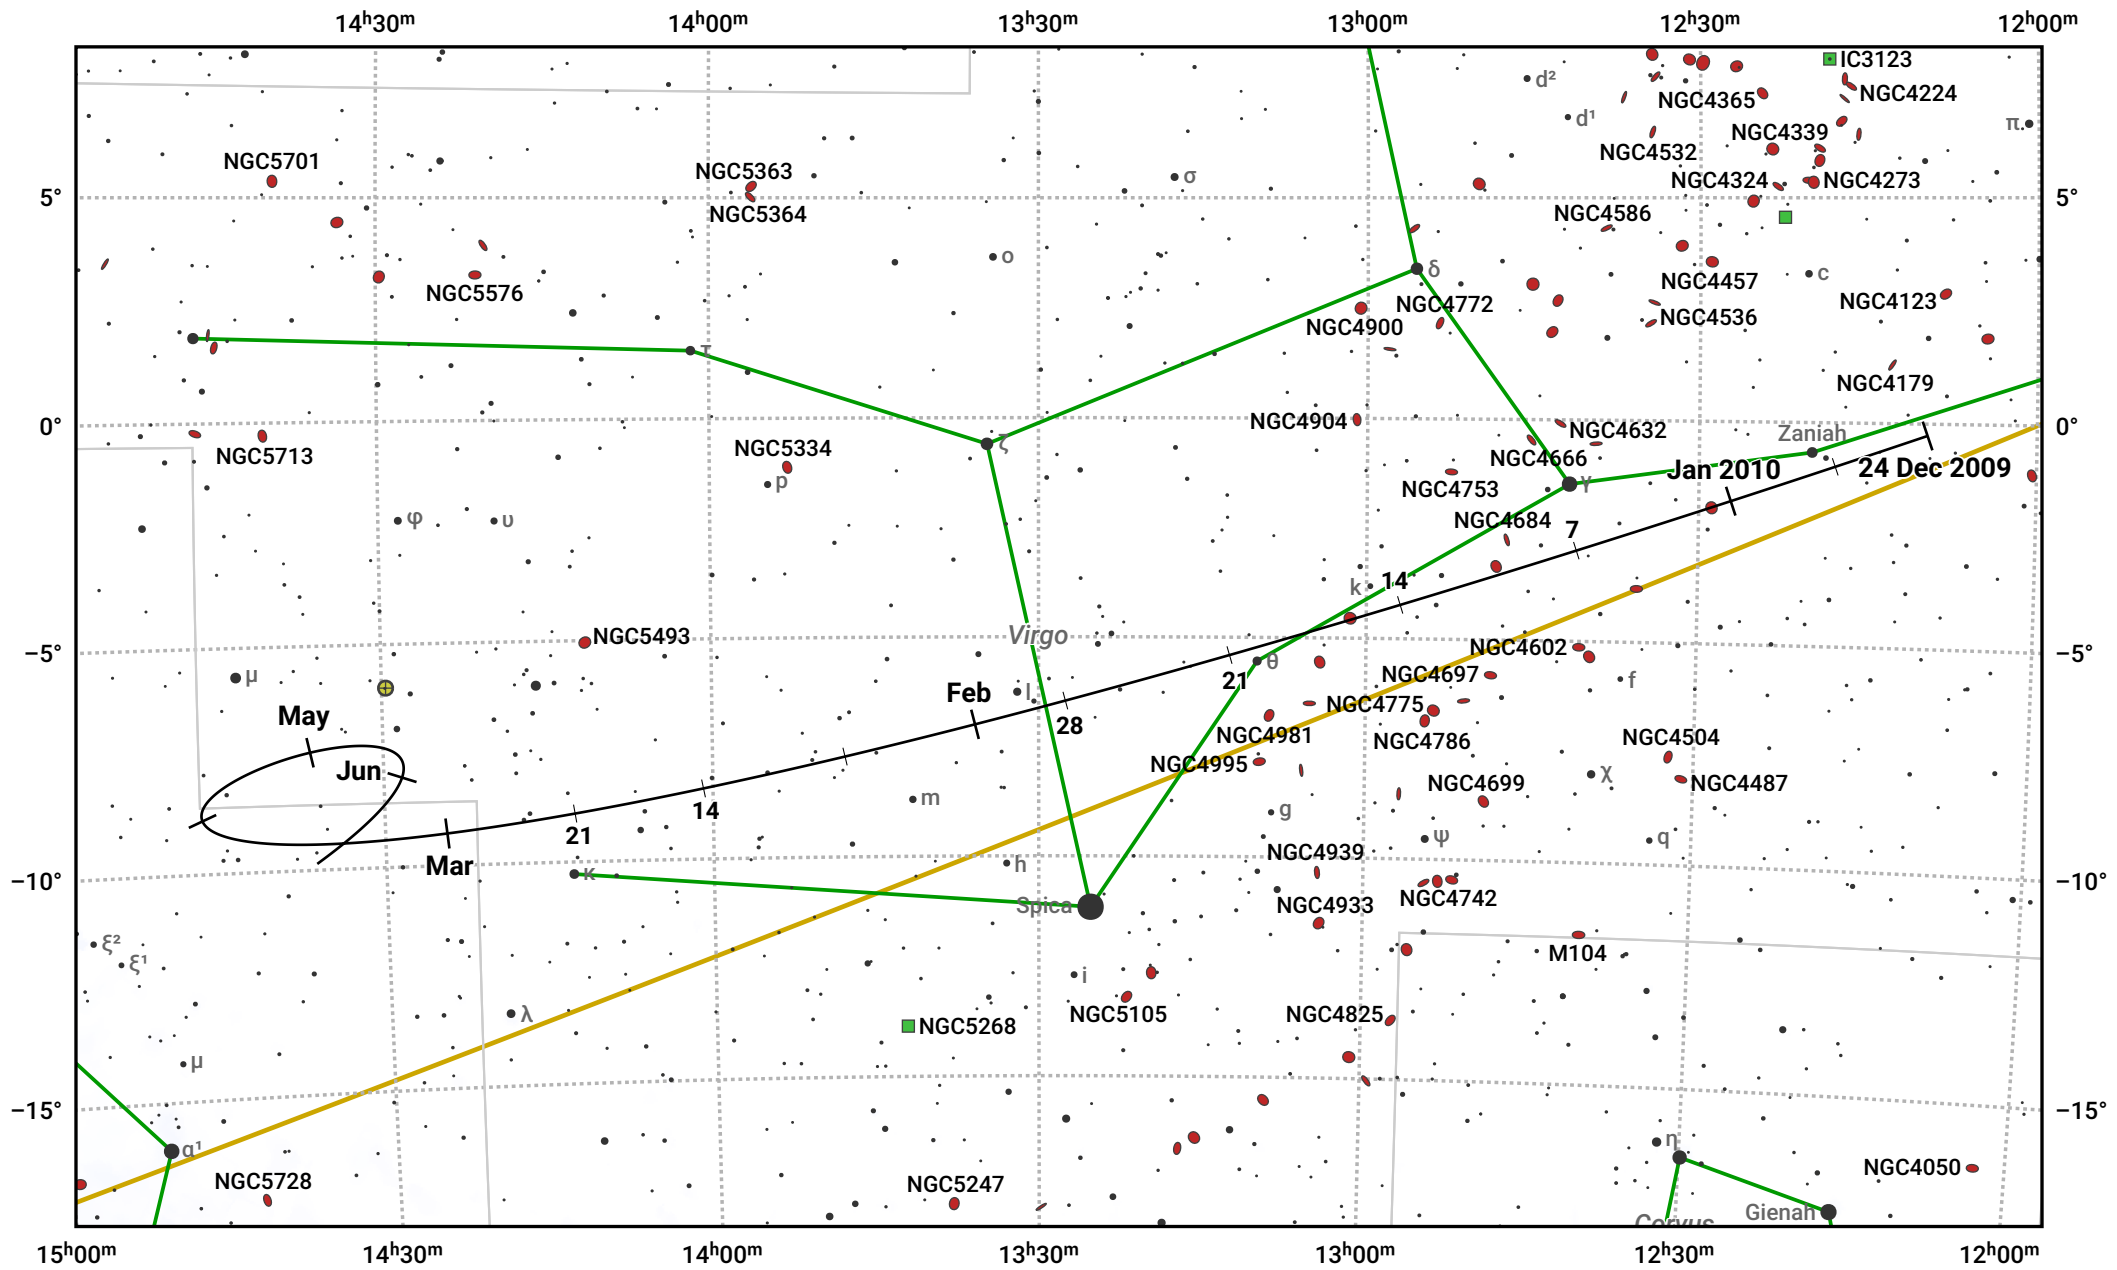 14ʰ30ᵐ 14ʰ00ᵐ 13ʰ30ᵐ 13ʰ00ᵐ 12ʰ30ᵐ 12ʰ00ᵐ
IC3123
d²
NGC4365
NGC4224
d¹
π
NGC4339
NGC5701
NGC4532
NGC5363
σ
NGC4324
NGC4273
5°
5°
NGC5364
NGC4586
ο
δ
c
NGC5576
NGC4457
NGC4772
NGC4123
NGC4900
NGC4536
τ
NGC4179
0°
NGC4904
0°
NGC4632
Zaniah
ζ
NGC5334
NGC5713
NGC4666
Jan 2010
24 Dec 2009
p
NGC4753
γ
φ
υ
NGC4684
7
14
k
Virgo
NGC5493
NGC4602
−5°
−5°
θ
NGC4697
μ
21
f
l
Feb
NGC4775
May
28
NGC4981
NGC4786
NGC4504
NGC4995
Jun
χ
NGC4699
NGC4487
m
14
g
21
ψ
q
NGC4939
Mar
h
κ
−10°
−10°
NGC4742
Spica
NGC4933
ξ²
ξ¹
M104
i
λ
NGC5105
NGC4825
NGC5268
μ
−15°
−15°
η
α¹
NGC4050
NGC5728
NGC5247
Gienah
Corvus
15ʰ00ᵐ 14ʰ30ᵐ 14ʰ00ᵐ 13ʰ30ᵐ 13ʰ00ᵐ 12ʰ30ᵐ 12ʰ00ᵐ